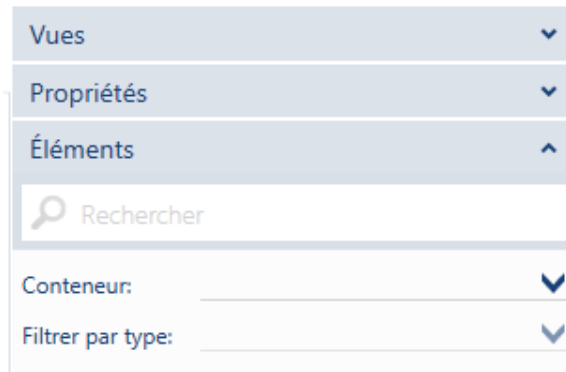 Vues
Propriétés
Éléments
Rechercher
Conteneur:
Filtrer par type: